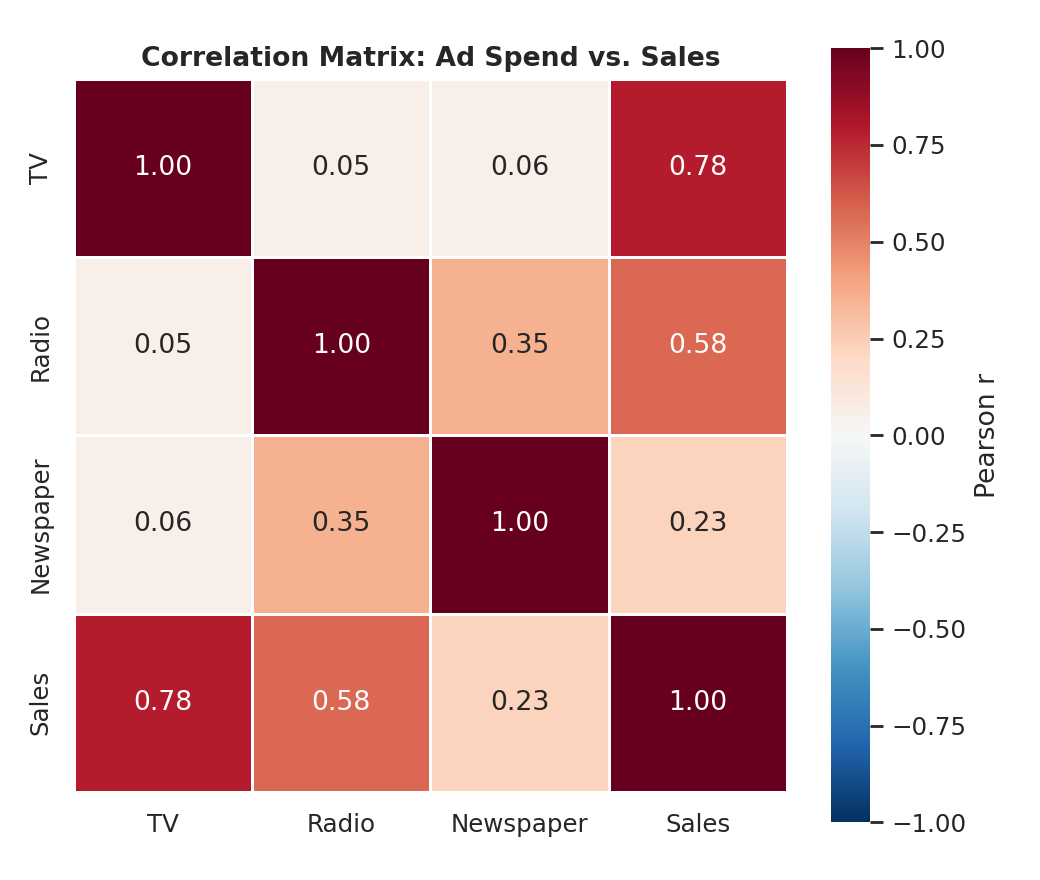 Correlation Matrix: Ad Spend vs. Sales
TV
1.00 0.05 0.06 0.78
Radio
0.05 1.00 0.35 0.58
Newspaper
0.06 0.35 1.00 0.23
Sales
0.78 0.58 0.23 1.00
TV Radio Newspaper Sales
1.00
0.75
0.50
0.25
0.00
−0.25
−0.50
−0.75
−1.00
Pearson r